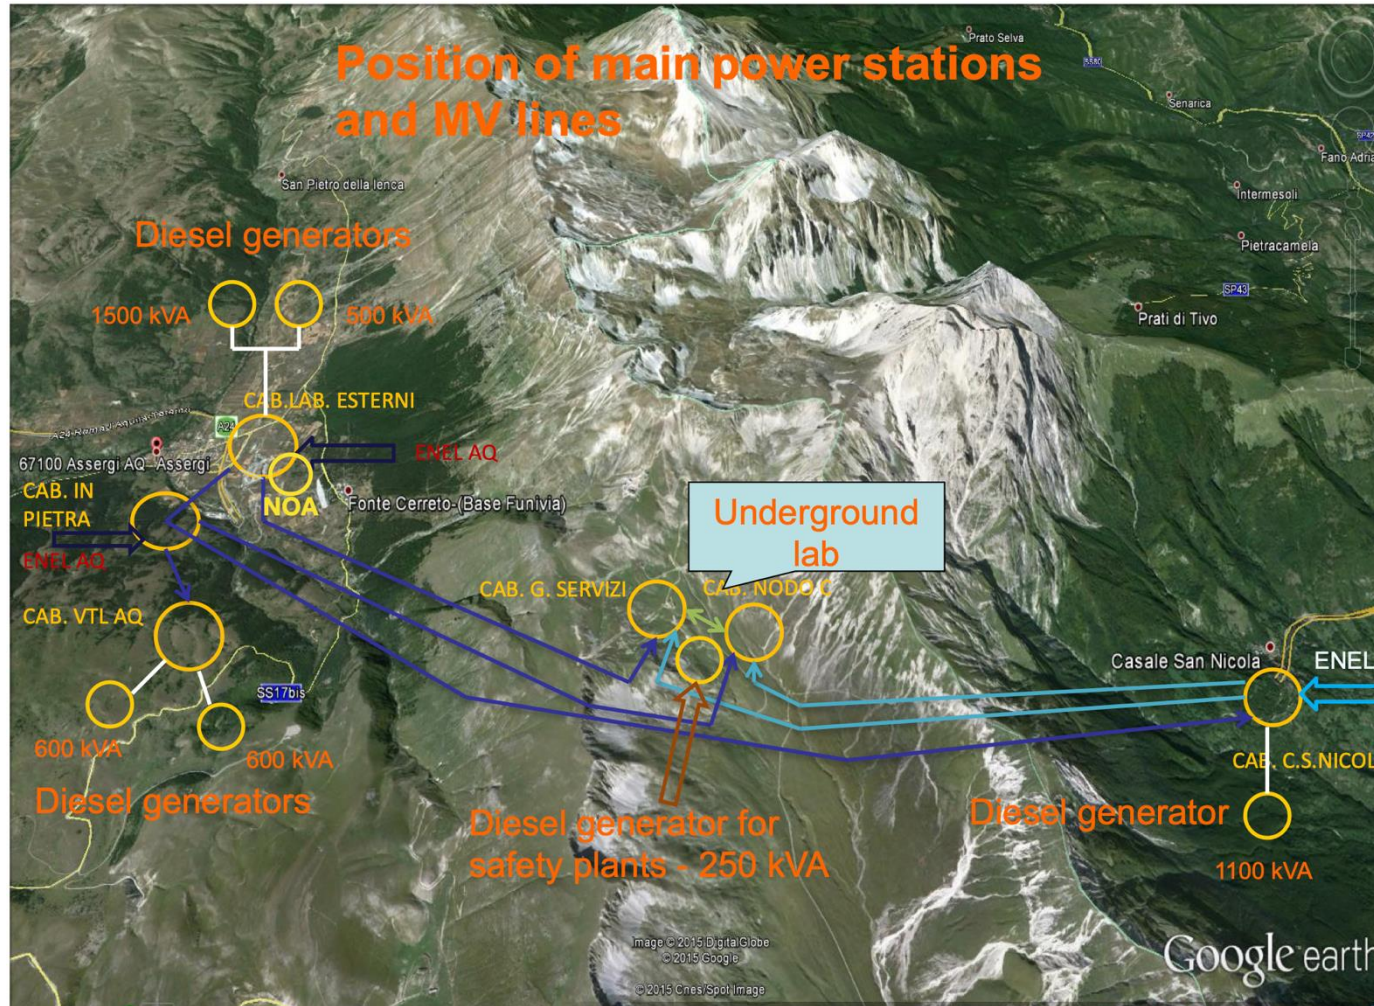 Position of main power stations
and MV lines
Prato Selva
SS80
Senarica
Fano Adria
Intermesoli
Pietracamela
SP43
Prati di Tivo
San Pietro della Ienca
Diesel generators
1500 kVA
500 kVA
CAB.LAB. ESTERNI
A24
ENEL AQ
67100 Assergi AQ
Assergi
CAB. IN
PIETRA
NOA
Fonte Cerreto (Base Funivia)
ENEL AQ
Underground
lab
CAB. G. SERVIZI
CAB. NODO C
CAB. VTL AQ
Casale San Nicola
ENEL
SS17bis
600 kVA
600 kVA
CAB. C.S.NICOL
Diesel generators
Diesel generator for
safety plants - 250 kVA
Diesel generator
1100 kVA
Image © 2015 DigitalGlobe
© 2015 Google
© 2015 Cnes/Spot Image
Google earth